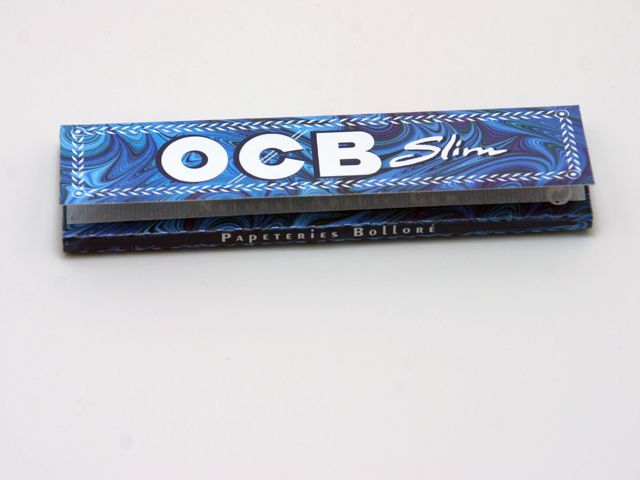 OCB Slim
Papeteries Bolloré